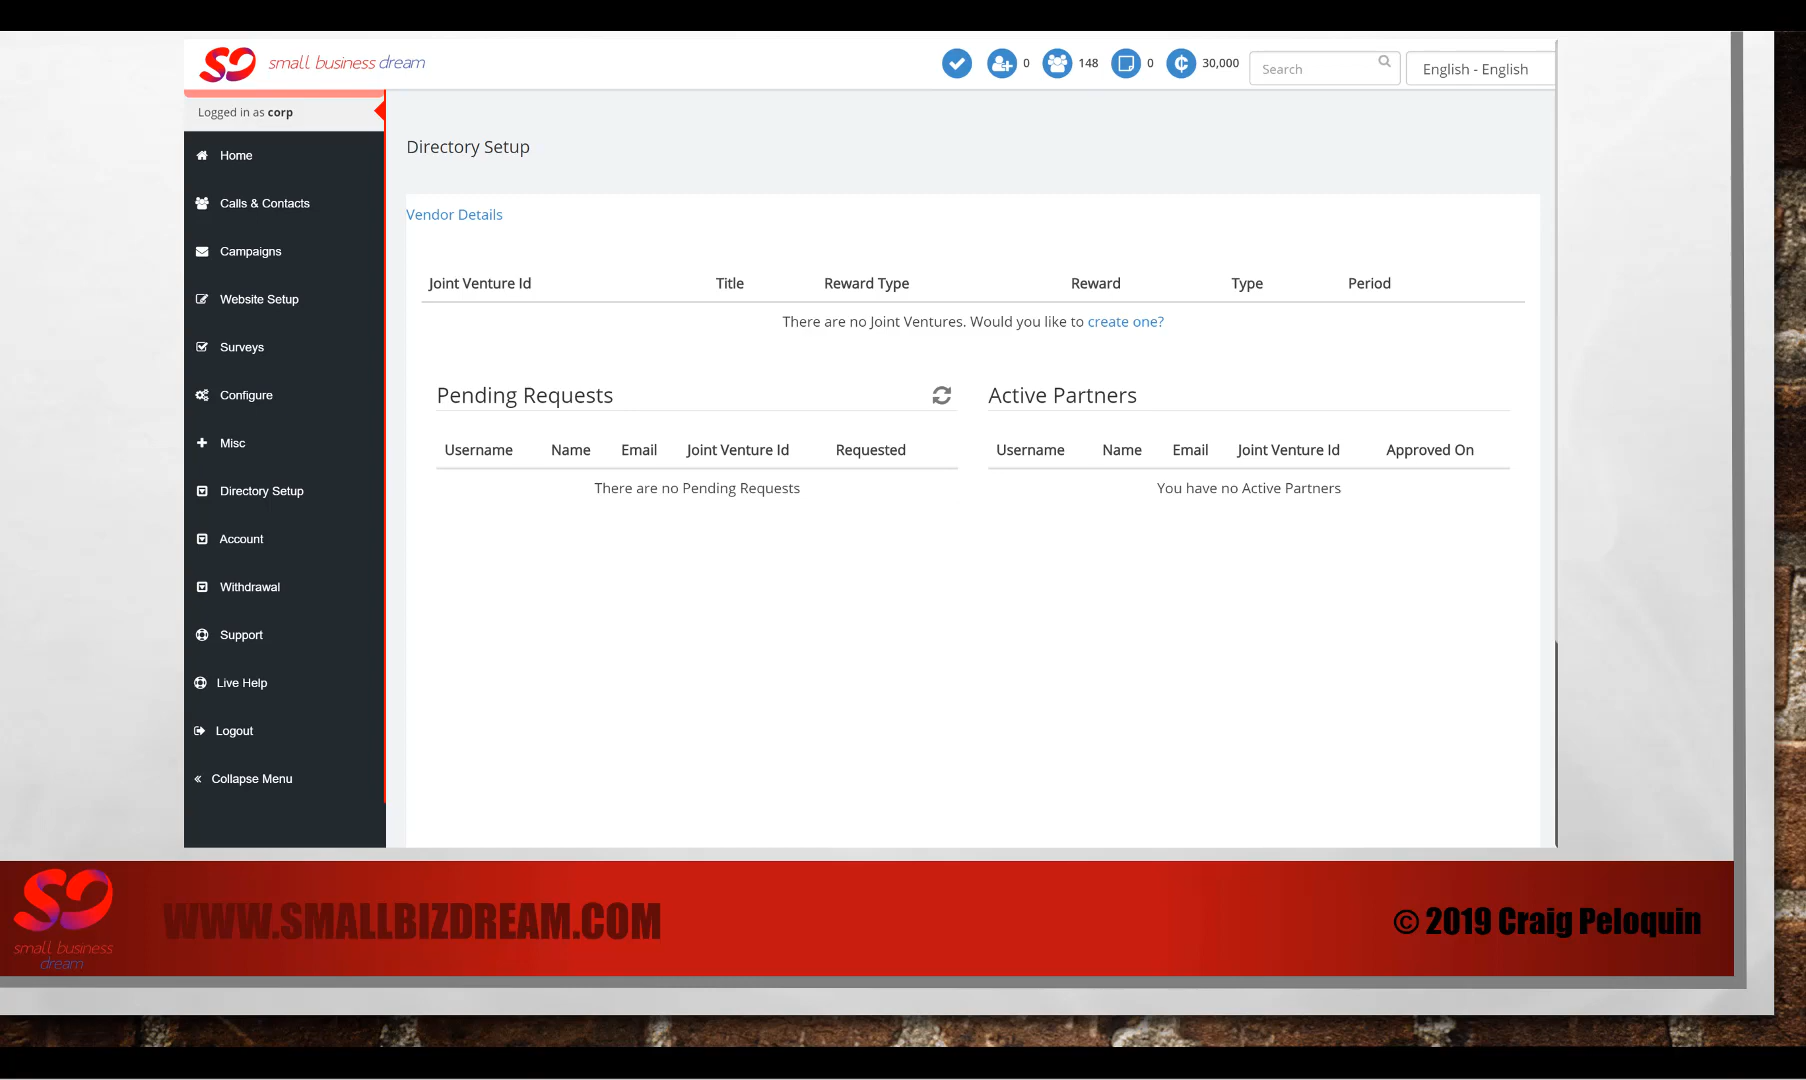 small business dream
0
148
0
30,000
Search
English - English
Logged in as corp
Home
Calls & Contacts
Campaigns
Website Setup
Surveys
Configure
Misc
Directory Setup
Account
Withdrawal
Support
Live Help
Logout
Collapse Menu
Directory Setup
Vendor Details
Joint Venture Id Title Reward Type Reward Type Period
There are no Joint Ventures. Would you like to create one?
Pending Requests
Username Name Email Joint Venture Id Requested
There are no Pending Requests
Active Partners
Username Name Email Joint Venture Id Approved On
You have no Active Partners
small business
dream
WWW.SMALLBIZDREAM.COM
© 2019 Craig Peloquin